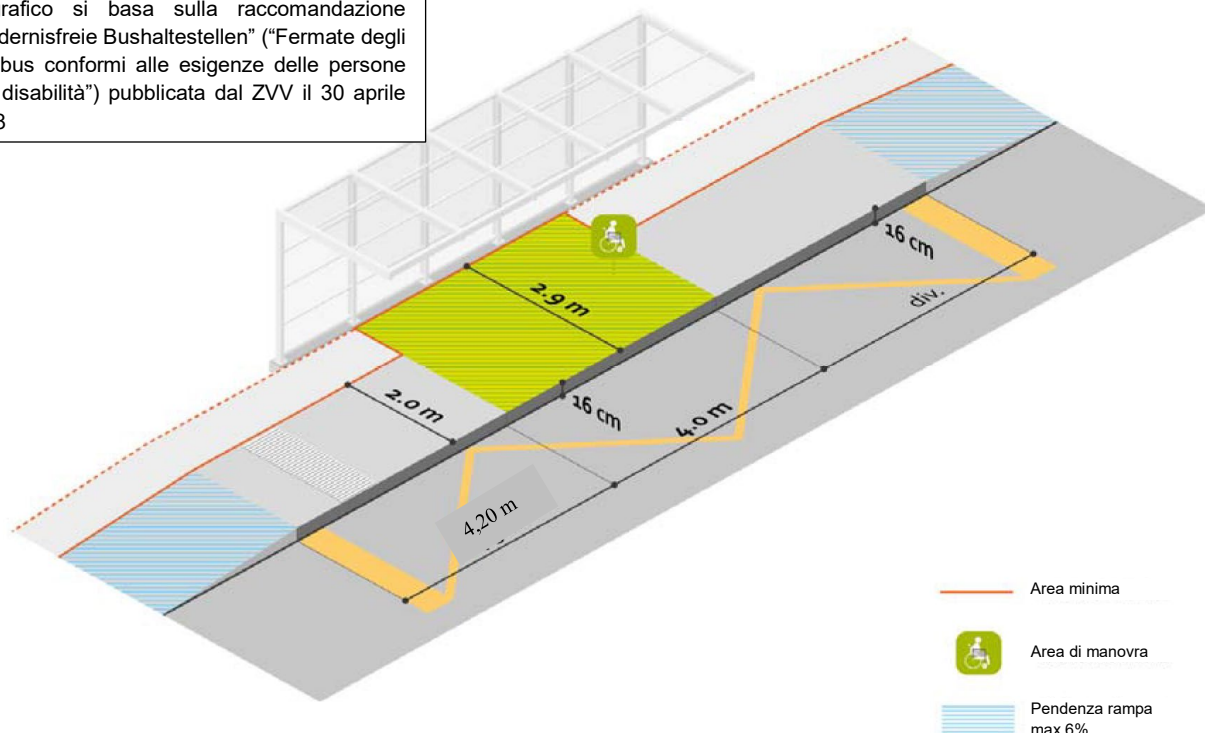 grafico si basa sulla raccomandazione
dernisfreie Bushaltestellen” (“Fermate degli
bus conformi alle esigenze delle persone
disabilità”) pubblicata dal ZVV il 30 aprile
16 cm
2.9 m
div.
2.0 m
16 cm
4.0 m
4,20 m
Area minima
Area di manovra
Pendenza rampa
max 6%